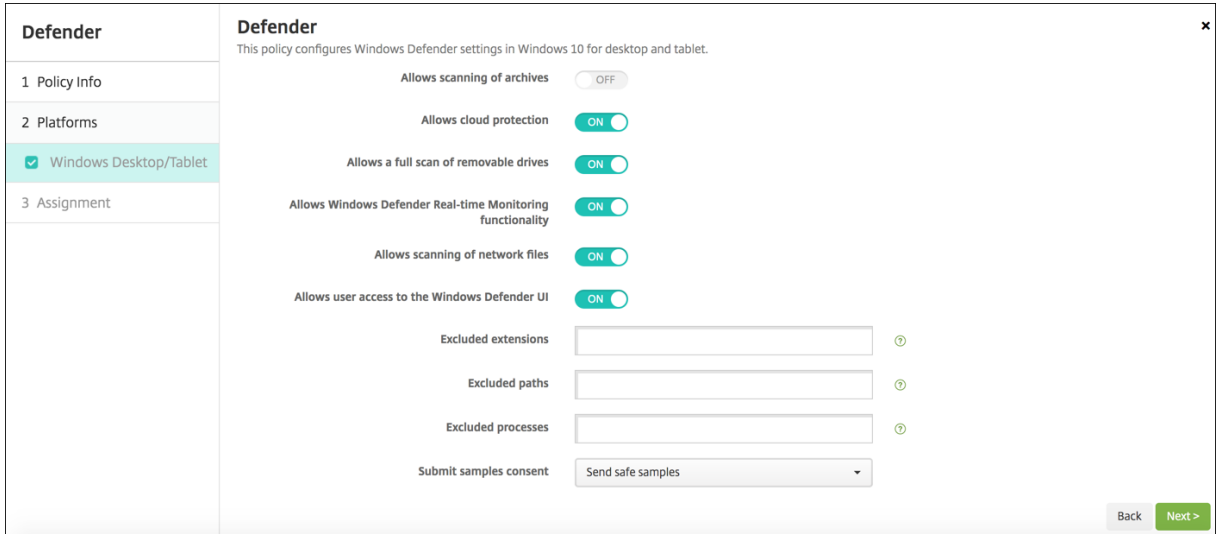 Defender
1 Policy Info
2 Platforms
Windows Desktop/Tablet
3 Assignment
Defender
This policy configures Windows Defender settings in Windows 10 for desktop and tablet.
Allows scanning of archives
OFF
Allows cloud protection
ON
Allows a full scan of removable drives
ON
Allows Windows Defender Real-time Monitoring
functionality
ON
Allows scanning of network files
ON
Allows user access to the Windows Defender UI
ON
Excluded extensions
?
Excluded paths
?
Excluded processes
?
Submit samples consent
Send safe samples
Back
Next >